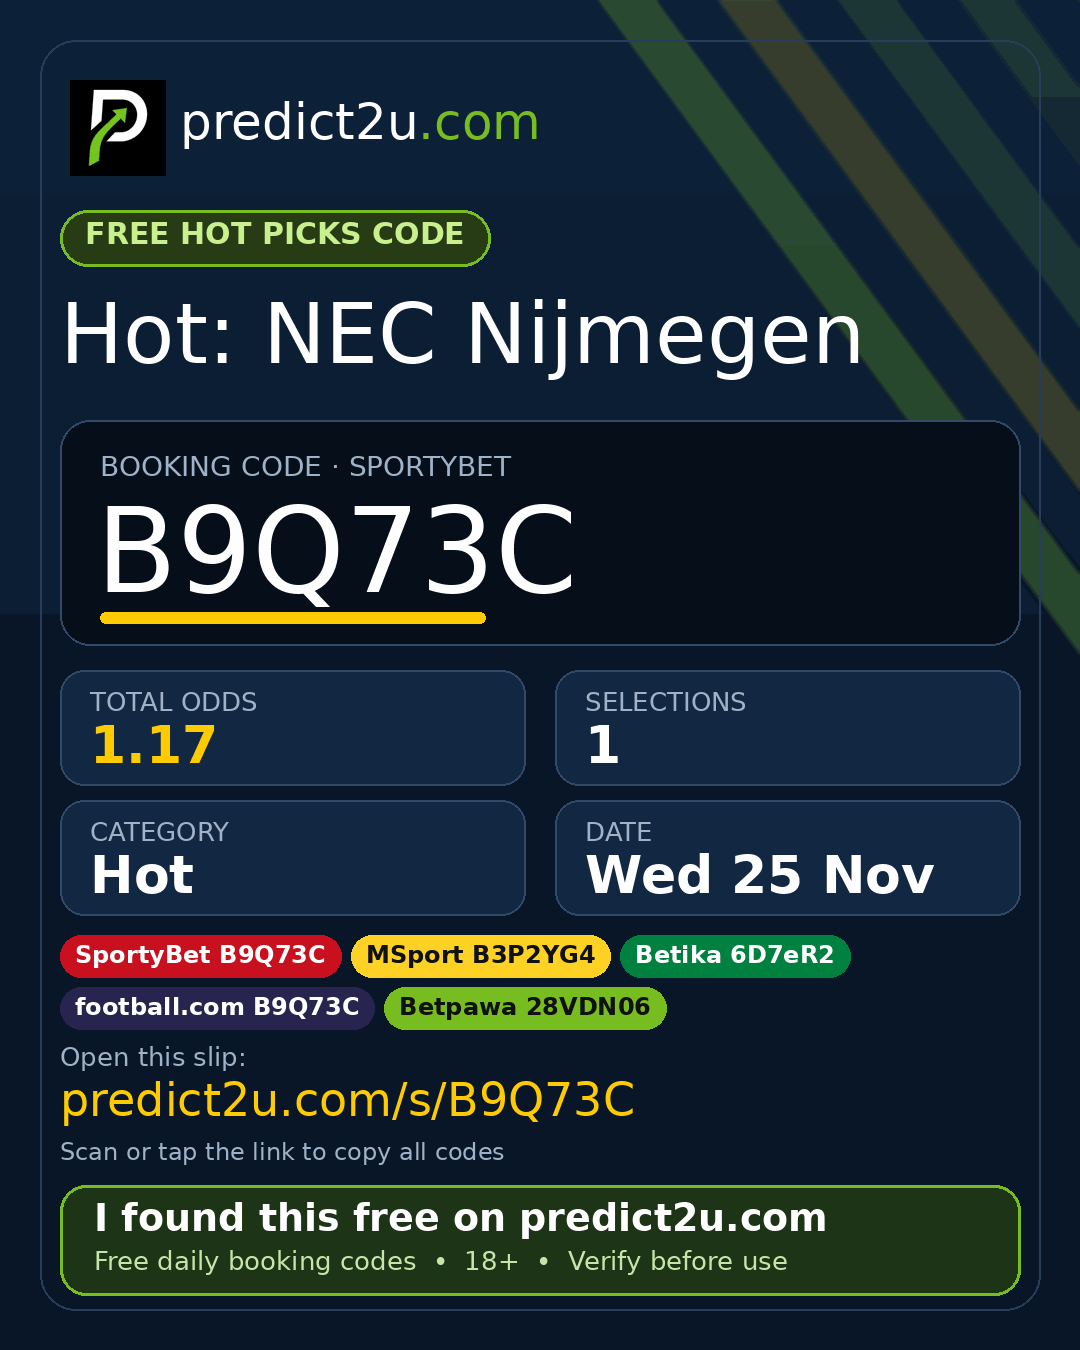 predict2u.com
FREE HOT PICKS CODE
Hot: NEC Nijmegen
BOOKING CODE · SPORTYBET
B9Q73C
TOTAL ODDS
1.17
SELECTIONS
1
CATEGORY
Hot
DATE
Wed 25 Nov
SportyBet B9Q73C
MSport B3P2YG4
Betika 6D7eR2
football.com B9Q73C
Betpawa 28VDN06
Open this slip:
predict2u.com/s/B9Q73C
Scan or tap the link to copy all codes
I found this free on predict2u.com
Free daily booking codes • 18+ • Verify before use